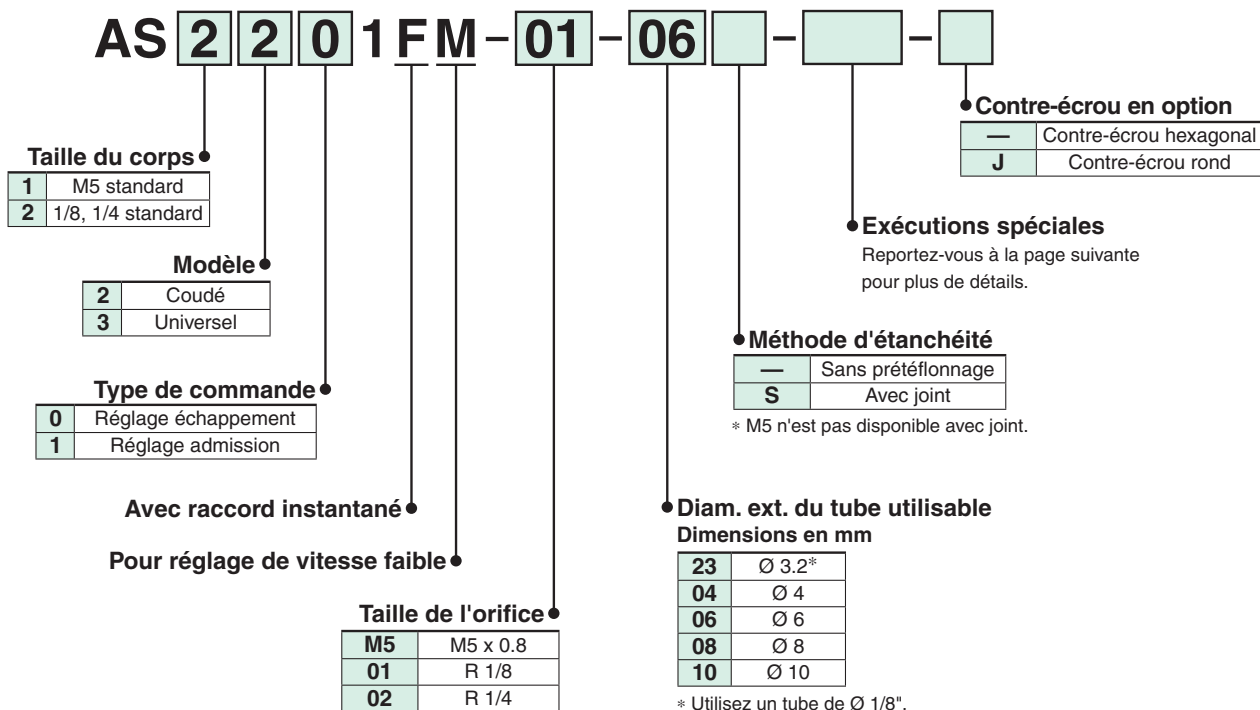 AS 2 2 0 1 F M – 01 – 06 – –
Contre-écrou en option
— Contre-écrou hexagonal
J Contre-écrou rond
Taille du corps
1 M5 standard
2 1/8, 1/4 standard
Exécutions spéciales
Reportez-vous à la page suivante
pour plus de détails.
Modèle
2 Coudé
3 Universel
Méthode d'étanchéité
— Sans prétéflonnage
S Avec joint
* M5 n'est pas disponible avec joint.
Type de commande
0 Réglage échappement
1 Réglage admission
Avec raccord instantané
Pour réglage de vitesse faible
Diam. ext. du tube utilisable
Dimensions en mm
23 Ø 3.2*
04 Ø 4
06 Ø 6
08 Ø 8
10 Ø 10
* Utilisez un tube de Ø 1/8".
Taille de l'orifice
M5 M5 x 0.8
01 R 1/8
02 R 1/4